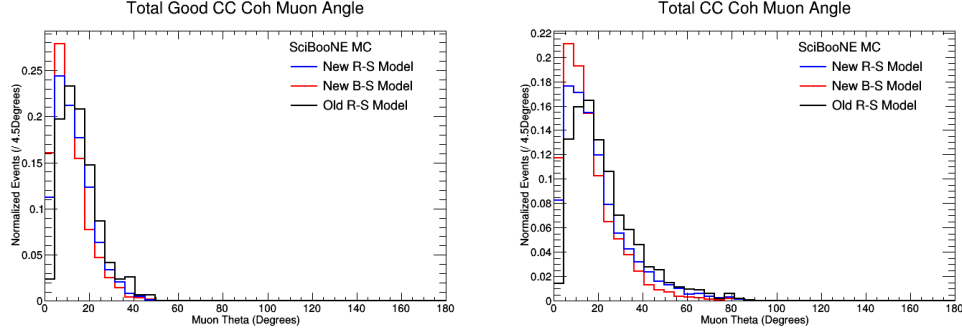 Total Good CC Coh Muon Angle
Normalized Events (/ 4.5Degrees)
0.25
0.2
0.15
0.1
0.05
0
SciBooNE MC
New R-S Model
New B-S Model
Old R-S Model
0 20 40 60 80 100 120 140 160 180
Muon Theta (Degrees)
Total CC Coh Muon Angle
Normalized Events (/ 4.5Degrees)
0.22
0.2
0.18
0.16
0.14
0.12
0.1
0.08
0.06
0.04
0.02
0
SciBooNE MC
New R-S Model
New B-S Model
Old R-S Model
0 20 40 60 80 100 120 140 160 180
Muon Theta (Degrees)